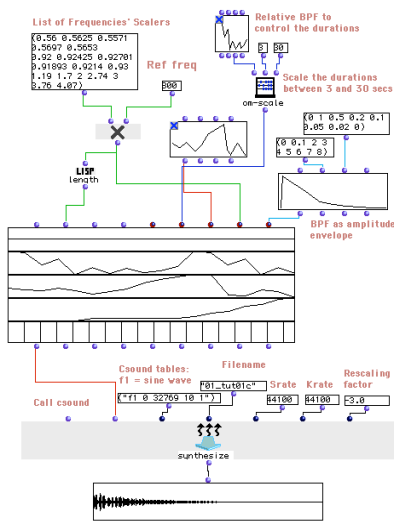 List of Frequencies' Scalers
(0.56 0.5625 0.5571
0.5697 0.5653
0.92 0.92425 0.92701
0.91893 0.9214 0.93
1.19 1.7 2 2.74 3
3.76 4.07)
Ref freq
300
LISP
length
Relative BPF to
control the durations
3 30
om-scale
Scale the durations
between 3 and 30 secs
(0 1 0.5 0.2 0.1
0.05 0.02 0)
(0 0.1 2 3
4 5 6 7 8)
BPF as amplitude
envelope
Csound tables:
f1 = sine wave
("f1 0 32769 10 1")
Filename
"01_tut01c"
Srate
44100
Krate
44100
Rescaling
factor
-3.0
Call csound
synthesize